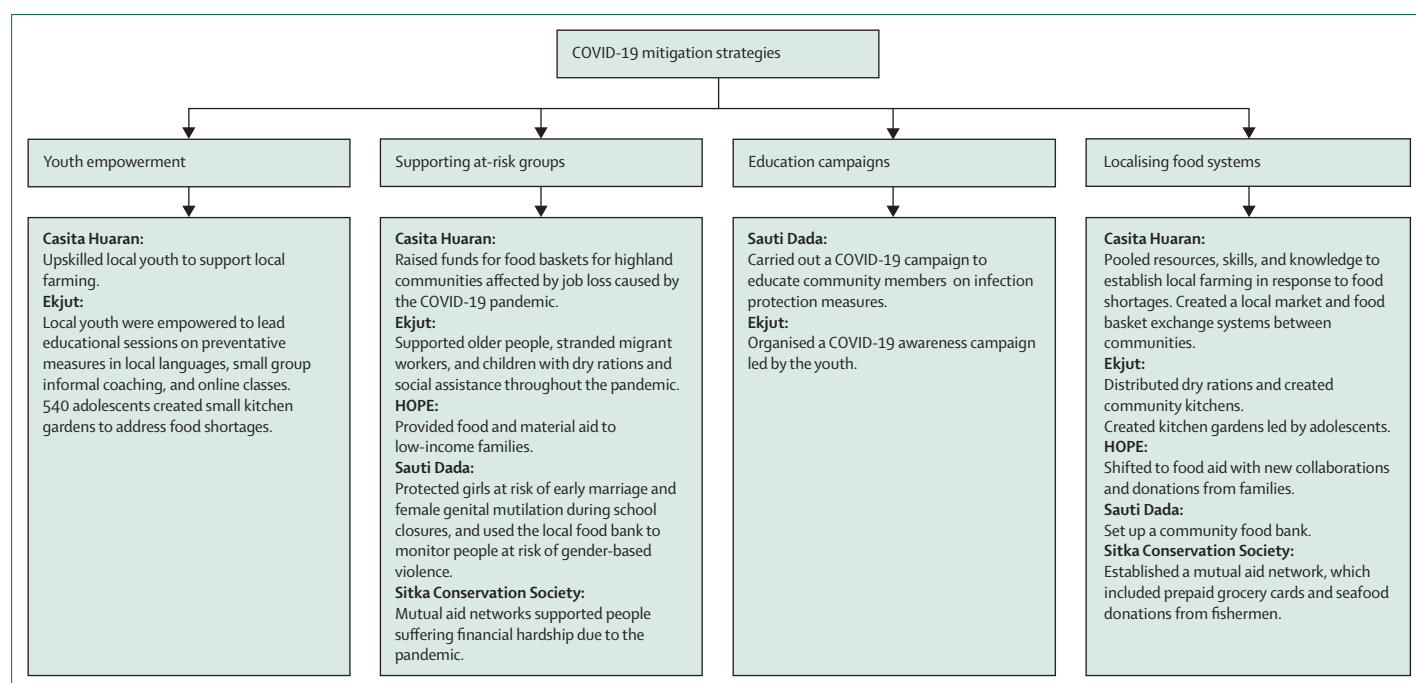 COVID-19 mitigation strategies
Youth empowerment
Supporting at-risk groups
Education campaigns
Localising food systems
Casita Huaran:
Upskilled local youth to support local
farming.
Ekjut:
Local youth were empowered to lead
educational sessions on preventative
measures in local languages, small group
informal coaching, and online classes.
540 adolescents created small kitchen
gardens to address food shortages.
Casita Huaran:
Raised funds for food baskets for highland
communities affected by job loss caused by
the COVID-19 pandemic.
Ekjut:
Supported older people, stranded migrant
workers, and children with dry rations and
social assistance throughout the pandemic.
HOPE:
Provided food and material aid to
low-income families.
Sauti Dada:
Protected girls at risk of early marriage and
female genital mutilation during school
closures, and used the local food bank to
monitor people at risk of gender-based
violence.
Sitka Conservation Society:
Mutual aid networks supported people
suffering financial hardship due to the
pandemic.
Sauti Dada:
Carried out a COVID-19 campaign to
educate community members on infection
protection measures.
Ekjut:
Organised a COVID-19 awareness campaign
led by the youth.
Casita Huaran:
Pooled resources, skills, and knowledge to
establish local farming in response to food
shortages. Created a local market and food
basket exchange systems between
communities.
Ekjut:
Distributed dry rations and created
community kitchens.
Created kitchen gardens led by adolescents.
HOPE:
Shifted to food aid with new collaborations
and donations from families.
Sauti Dada:
Set up a community food bank.
Sitka Conservation Society:
Established a mutual aid network, which
included prepaid grocery cards and seafood
donations from fishermen.